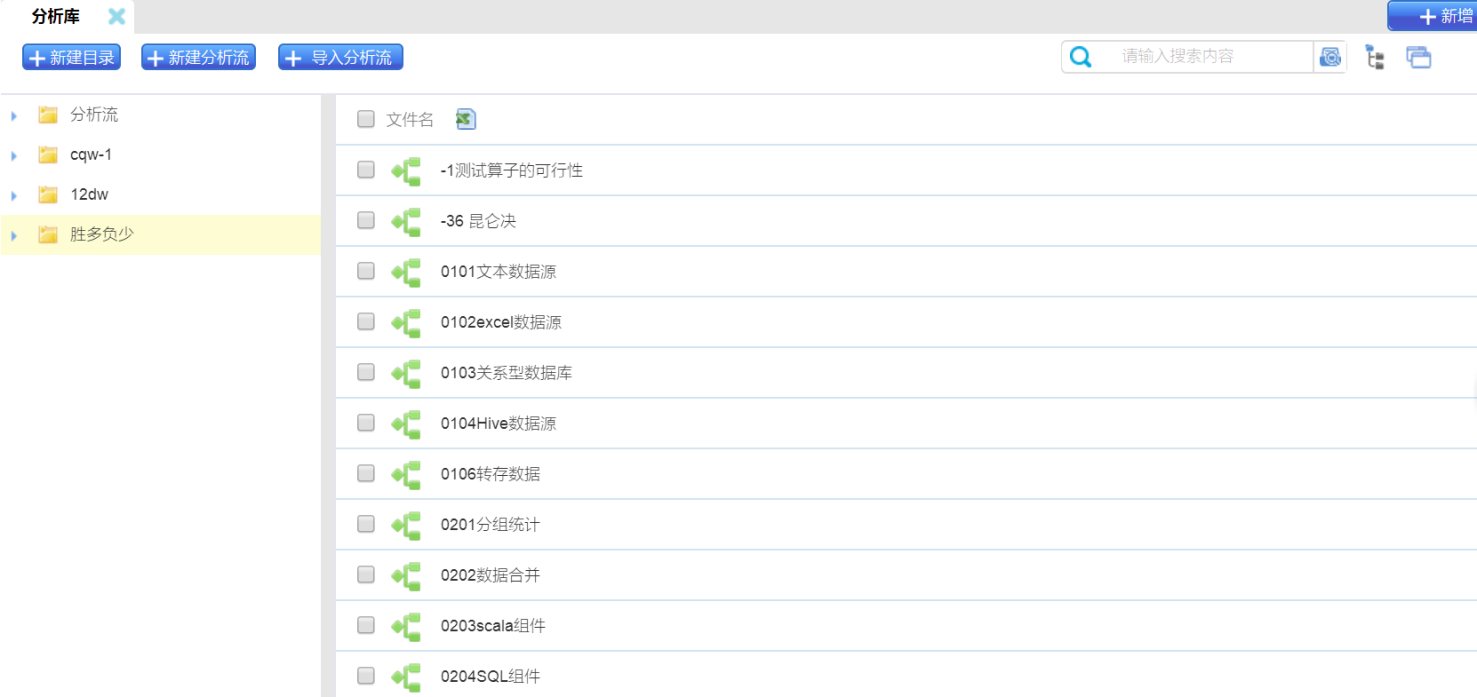 分析库
新增
新建目录 新建分析流 导入分析流 请输入搜索内容
分析流
cqw-1
12dw
胜多负少
文件名
-1测试算子的可行性
-36 昆仑决
0101文本数据源
0102excel数据源
0103关系型数据库
0104Hive数据源
0106转存数据
0201分组统计
0202数据合并
0203scala组件
0204SQL组件